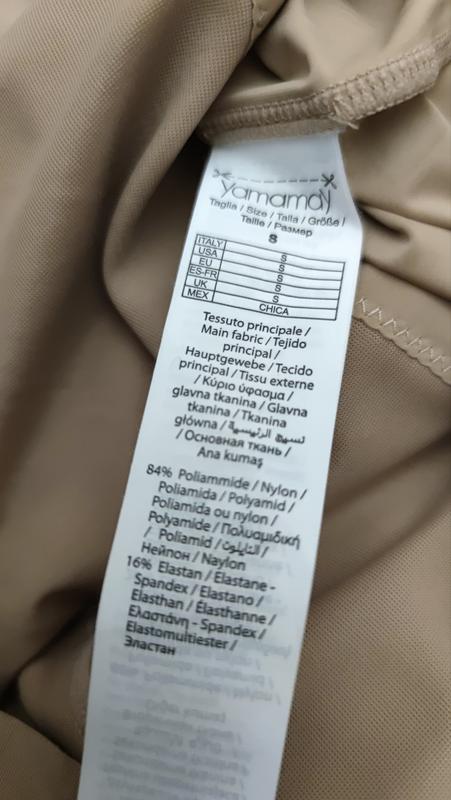 yamamay
Taglia / Size / Talla / Größe /
Taille / Размер
S
ITALY S
USA S
EU S
ES-FR S
UK S
MEX CHICA
Tessuto principale /
Main fabric / Tejido
principal /
Hauptgewebe / Tecido
principal / Tissu externe
/ Κύριο ύφασμα /
glavna tkanina / Glavna
tkanina / Tkanina
główna / نسيج الرئيسية
/ Основная ткань /
Ana kumaş
84% Poliammide / Nylon /
Poliamida / Polyamid /
Poliamida ou nylon /
Polyamide / Πολυαμιδική
/ Poliamid / النايلون /
Нейлон / Naylon
16% Elastan / Elastane -
Spandex / Elastano /
Elasthan / Élasthanne /
Ελαστάνη - Spandex /
Elastomultiester /
Эластан